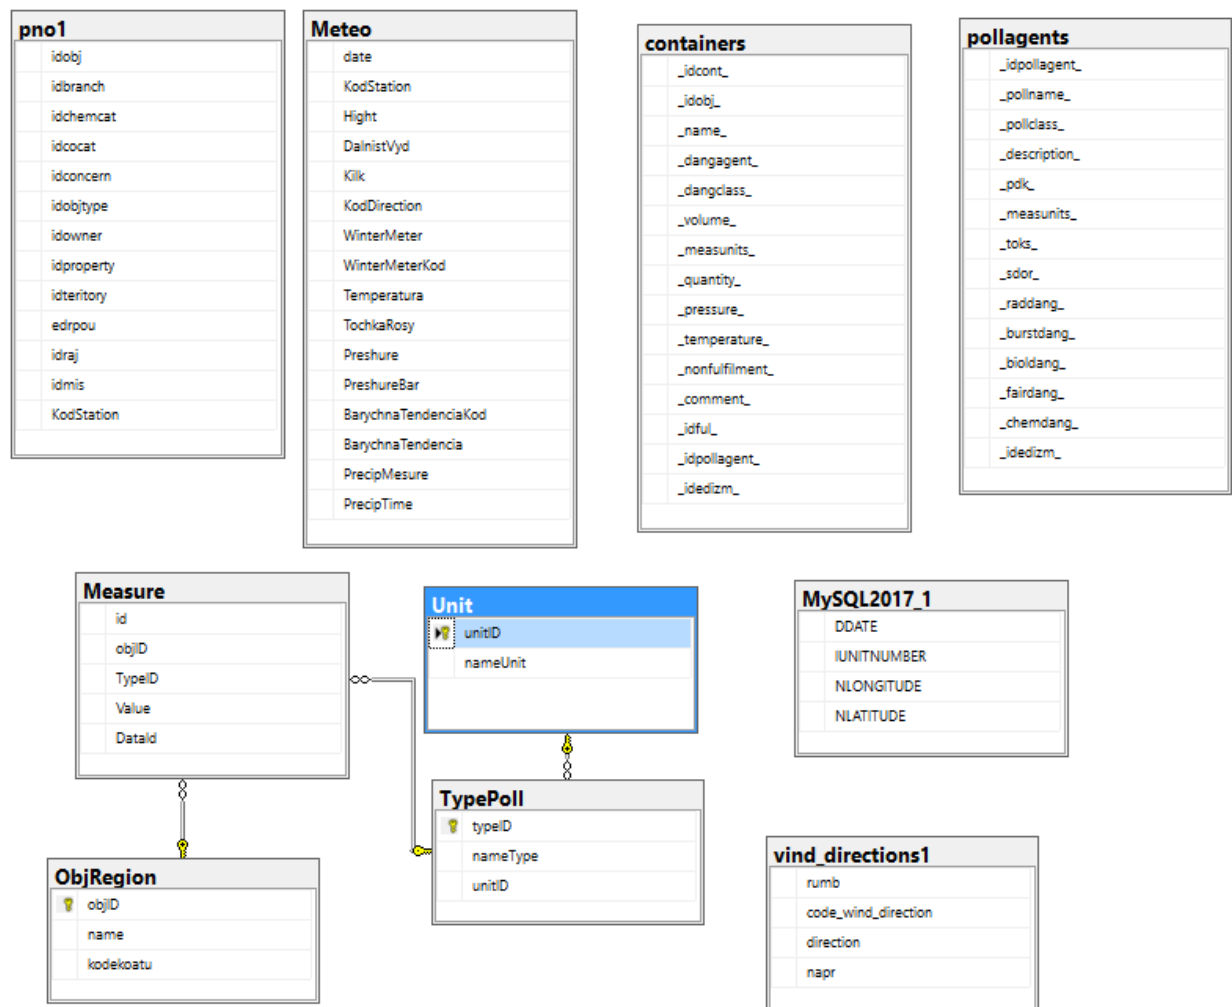 pno1
idobj
idbranch
idchemcat
idcocat
idconcern
idobjtype
idowner
idproperty
idteritory
edrpou
idraj
idmis
KodStation
Meteo
date
KodStation
Hight
DalnistVyd
Kilk
KodDirection
WinterMeter
WinterMeterKod
Temperatura
TochkaRosy
Preshure
PreshureBar
BarychnaTendenciaKod
BarychnaTendencia
PrecipMesure
PrecipTime
containers
_idcont_
_idobj_
_name_
_dangagent_
_dangclass_
_volume_
_measunits_
_quantity_
_pressure_
_temperature_
_nonfulfilment_
_comment_
_idful_
_idpollagent_
_idedizm_
pollagents
_idpollagent_
_pollname_
_pollclass_
_description_
_pdk_
_measunits_
_toks_
_sdor_
_raddang_
_burstdang_
_bioldang_
_fairdang_
_chemdang_
_idedizm_
Measure
id
objID
TypeID
Value
DataId
Unit
unitID
nameUnit
MySQL2017_1
DDATE
IUNITNUMBER
NLONGITUDE
NLATITUDE
ObjRegion
objID
name
kodekoatu
TypePoll
typeID
nameType
unitID
vind_directions1
rumb
code_wind_direction
direction
napr